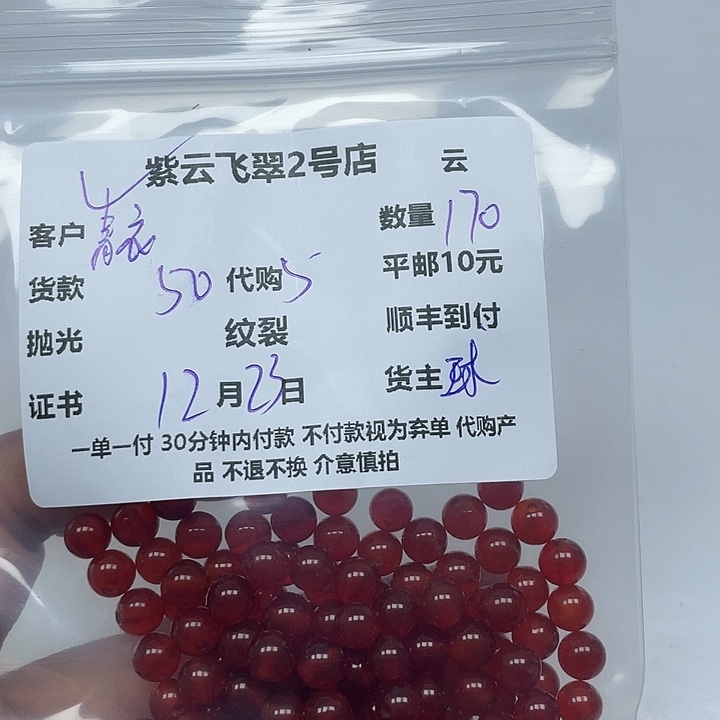 紫云飞翠2号店 云
客户 青衣 数量 170
货款 50 代购 5 平邮10元
抛光 纹裂 顺丰到付
证书 12月23日 货主 球
一单一付 30分钟内付款 不付款视为弃单 代购产
品 不退不换 介意慎拍